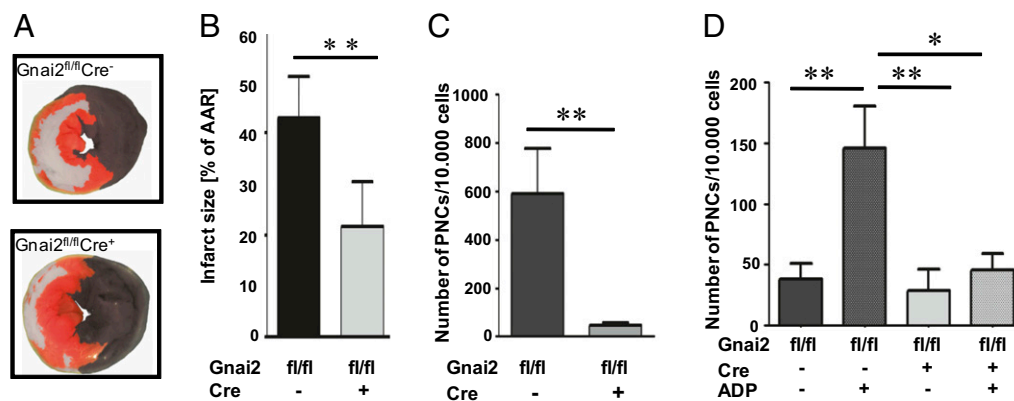 A
Gnai2fl/flCre-
Gnai2fl/flCre+
B
Infarct size [% of AAR]
60
50
40
30
20
10
0
**
Gnai2 fl/fl fl/fl
Cre - +
C
Number of PNCs/10.000 cells
1000
800
600
400
200
0
**
Gnai2 fl/fl fl/fl
Cre - +
D
Number of PNCs/10.000 cells
200
150
100
50
0
*
** **
Gnai2 fl/fl fl/fl fl/fl fl/fl
Cre - - + +
ADP - + - +